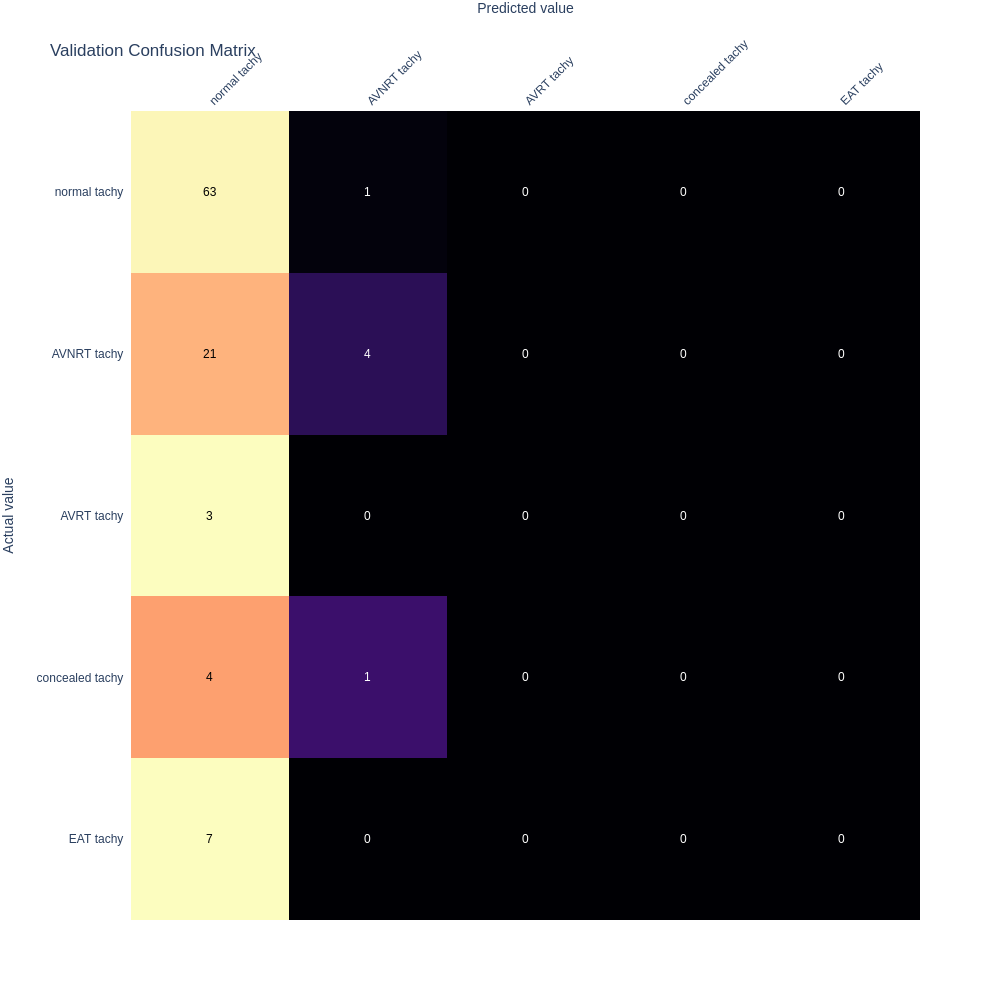 Predicted value
Validation Confusion Matrix
normal tachy AVNRT tachy AVRT tachy concealed tachy EAT tachy
normal tachy 63 1 0 0 0
AVNRT tachy 21 4 0 0 0
AVRT tachy 3 0 0 0 0
concealed tachy 4 1 0 0 0
EAT tachy 7 0 0 0 0
Actual value